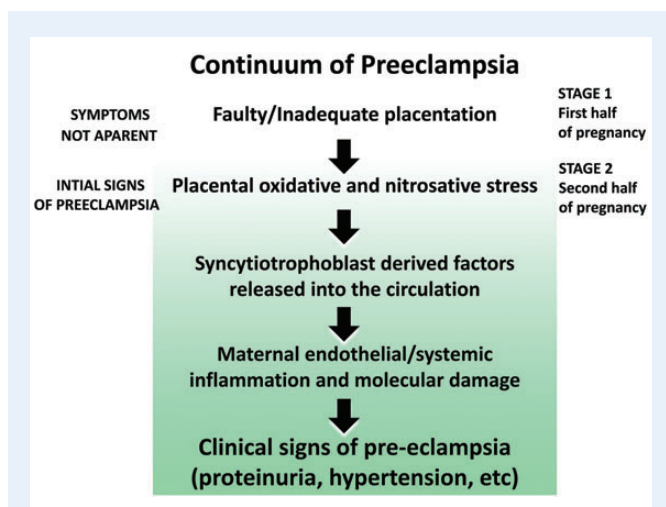 Continuum of Preeclampsia
SYMPTOMS
NOT APPARENT
Faulty/Inadequate placentation
STAGE 1
First half
of pregnancy
INTIAL SIGNS
OF PREECLAMPSIA
Placental oxidative and nitrosative stress
STAGE 2
Second half
of pregnancy
Syncytiotrophoblast derived factors
released into the circulation
Maternal endothelial/systemic
inflammation and molecular damage
Clinical signs of pre-eclampsia
(proteinuria, hypertension, etc)